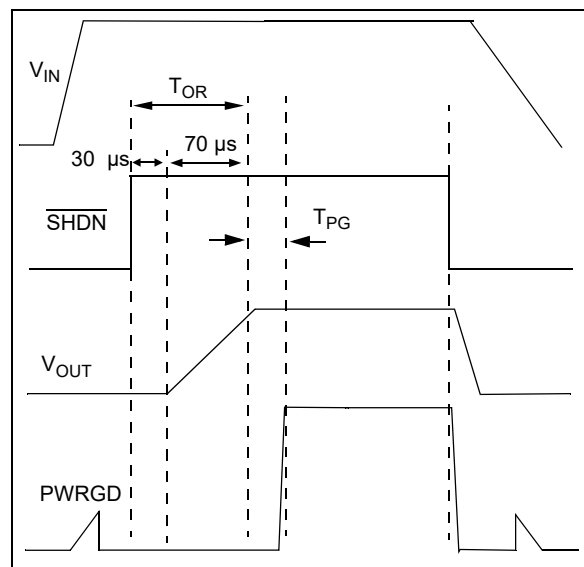 V_IN
T_OR
30 µs
70 µs
SHDN
T_PG
V_OUT
PWRGD